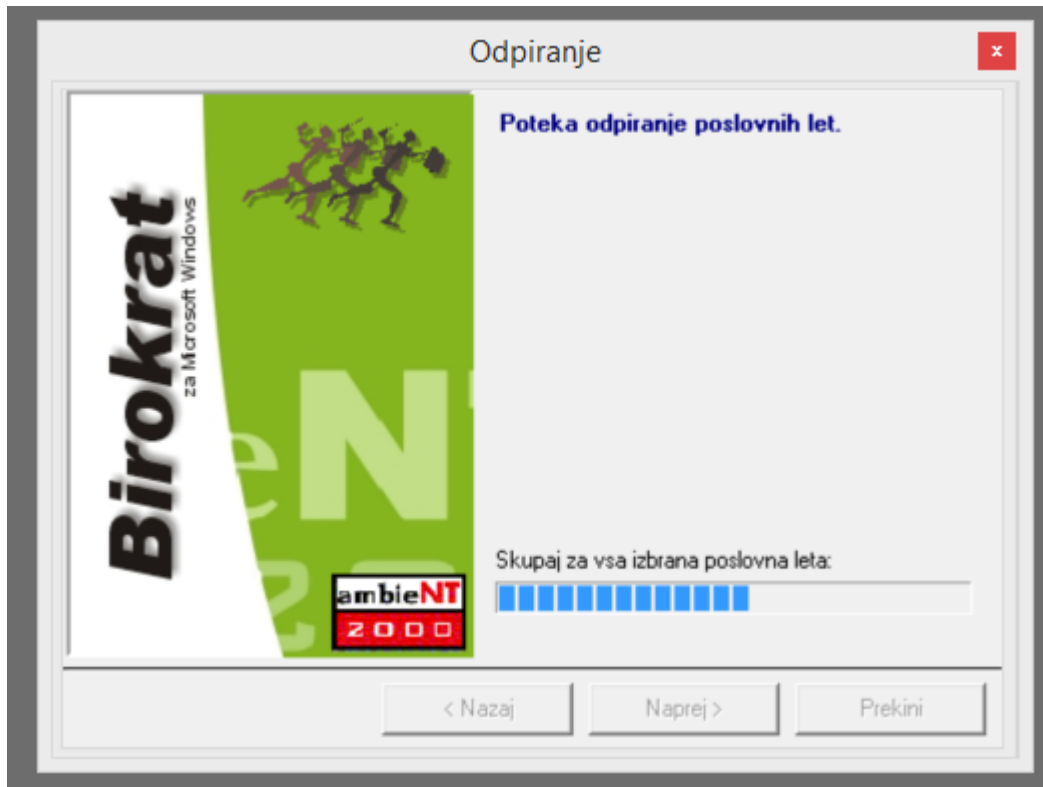 Odpiranje
x
Poteka odpiranje poslovnih let.
Birokrat
za Microsoft Windows
eN
ambieNT
2000
Skupaj za vsa izbrana poslovna leta:
< Nazaj
Naprej >
Prekini